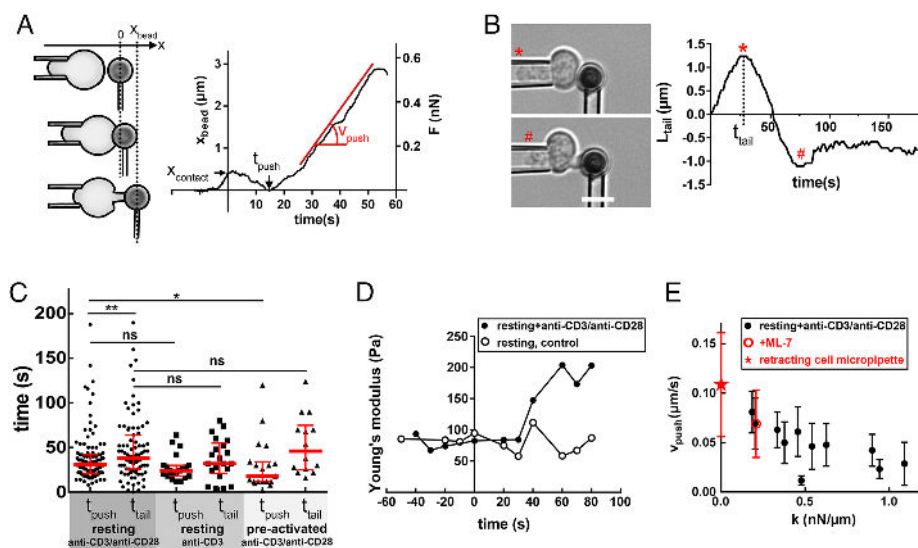 A
0 x_bead
x
x_bead (µm)
3
2
1
0
F (nN)
0.6
0.4
0.2
x_contact
t_push
v_push
0 10 20 30 40 50 60
time(s)
B
*
#
L_tail (µm)
1.5
1.0
0.5
0.0
-0.5
-1.0
-1.5
*
t_tail
50 100 150
#
time(s)
C
time (s)
200
150
100
50
0
*
**
ns
ns
ns
t_push t_tail t_push t_tail t_push t_tail
resting resting pre-activated
anti-CD3/anti-CD28 anti-CD3 anti-CD3/anti-CD28
D
resting+anti-CD3/anti-CD28
resting, control
Young's modulus (Pa)
250
200
150
100
50
-60 -40 -20 0 20 40 60 80 100
time (s)
E
resting+anti-CD3/anti-CD28
+ML-7
retracting cell micropipette
v_push (µm/s)
0.15
0.10
0.05
0.00
0.0 0.5 1.0
k (nN/µm)